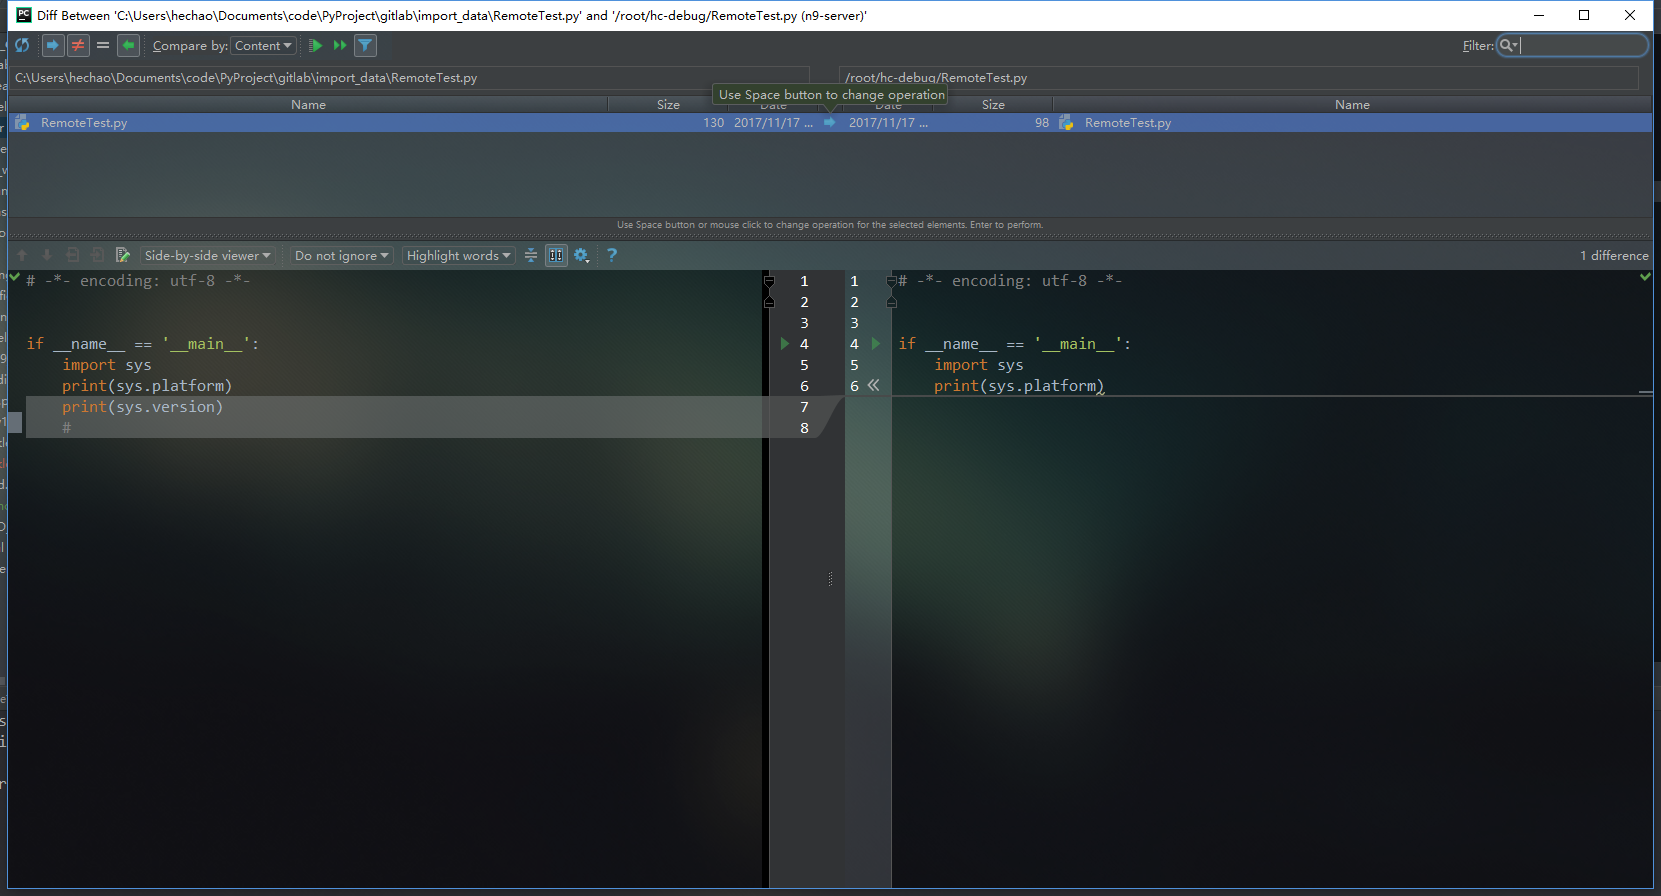 Diff Between 'C:\Users\hechao\Documents\code\PyProject\gitlab\import_data\RemoteTest.py' and '/root/hc-debug/RemoteTest.py (n9-server)'
Compare by: Content Filter:
C:\Users\hechao\Documents\code\PyProject\gitlab\import_data\RemoteTest.py /root/hc-debug/RemoteTest.py
Use Space button to change operation
Name Size Date Date Size Name
RemoteTest.py 130 2017/11/17 ... 2017/11/17 ... 98 RemoteTest.py
Use Space button or mouse click to change operation for the selected elements. Enter to perform.
Side-by-side viewer Do not ignore Highlight words ? 1 difference
# -*- encoding: utf-8 -*- 1 1 # -*- encoding: utf-8 -*-
2 2
3 3
if __name__ == '__main__': 4 4 if __name__ == '__main__':
import sys 5 5 import sys
print(sys.platform) 6 6 print(sys.platform)
print(sys.version) 7
# 8